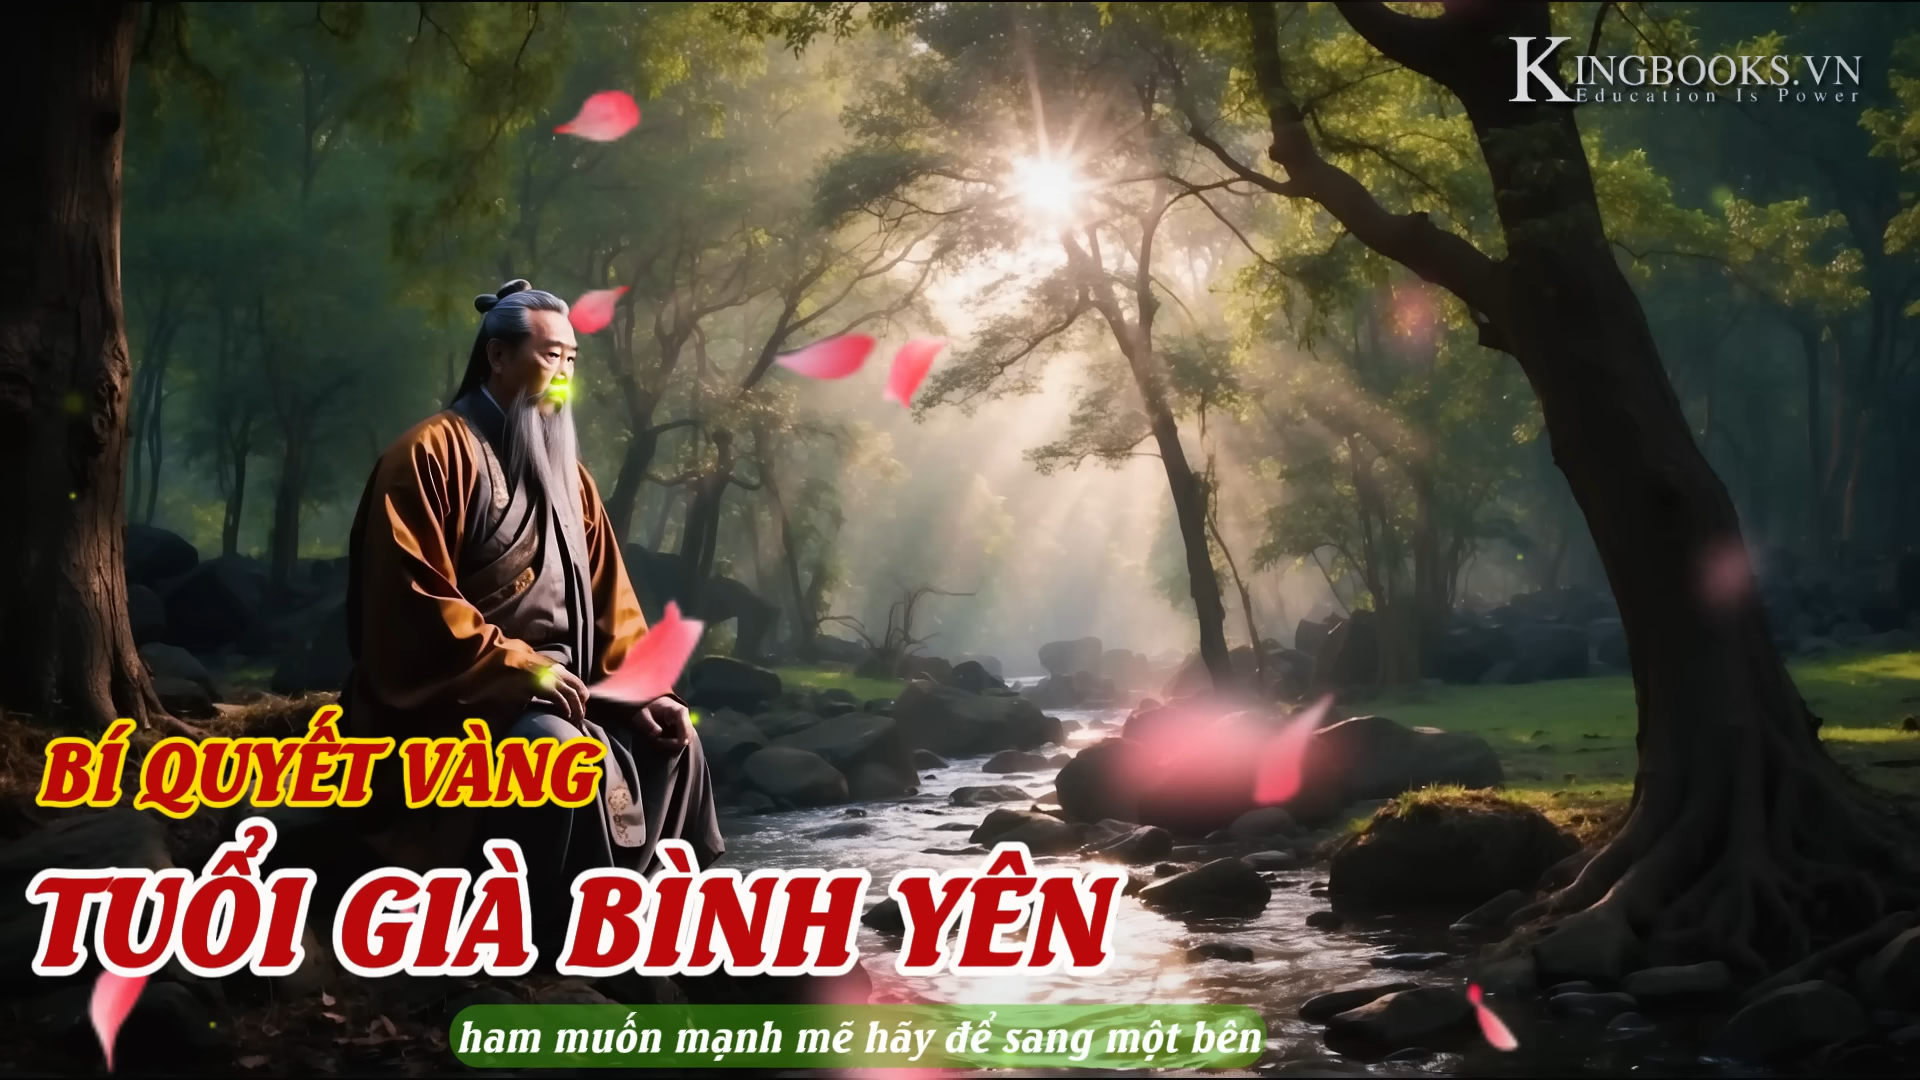 KINGBOOKS.VN
Education Is Power
BÍ QUYẾT VÀNG
TUỔI GIÀ BÌNH YÊN
ham muốn mạnh mẽ hãy để sang một bên